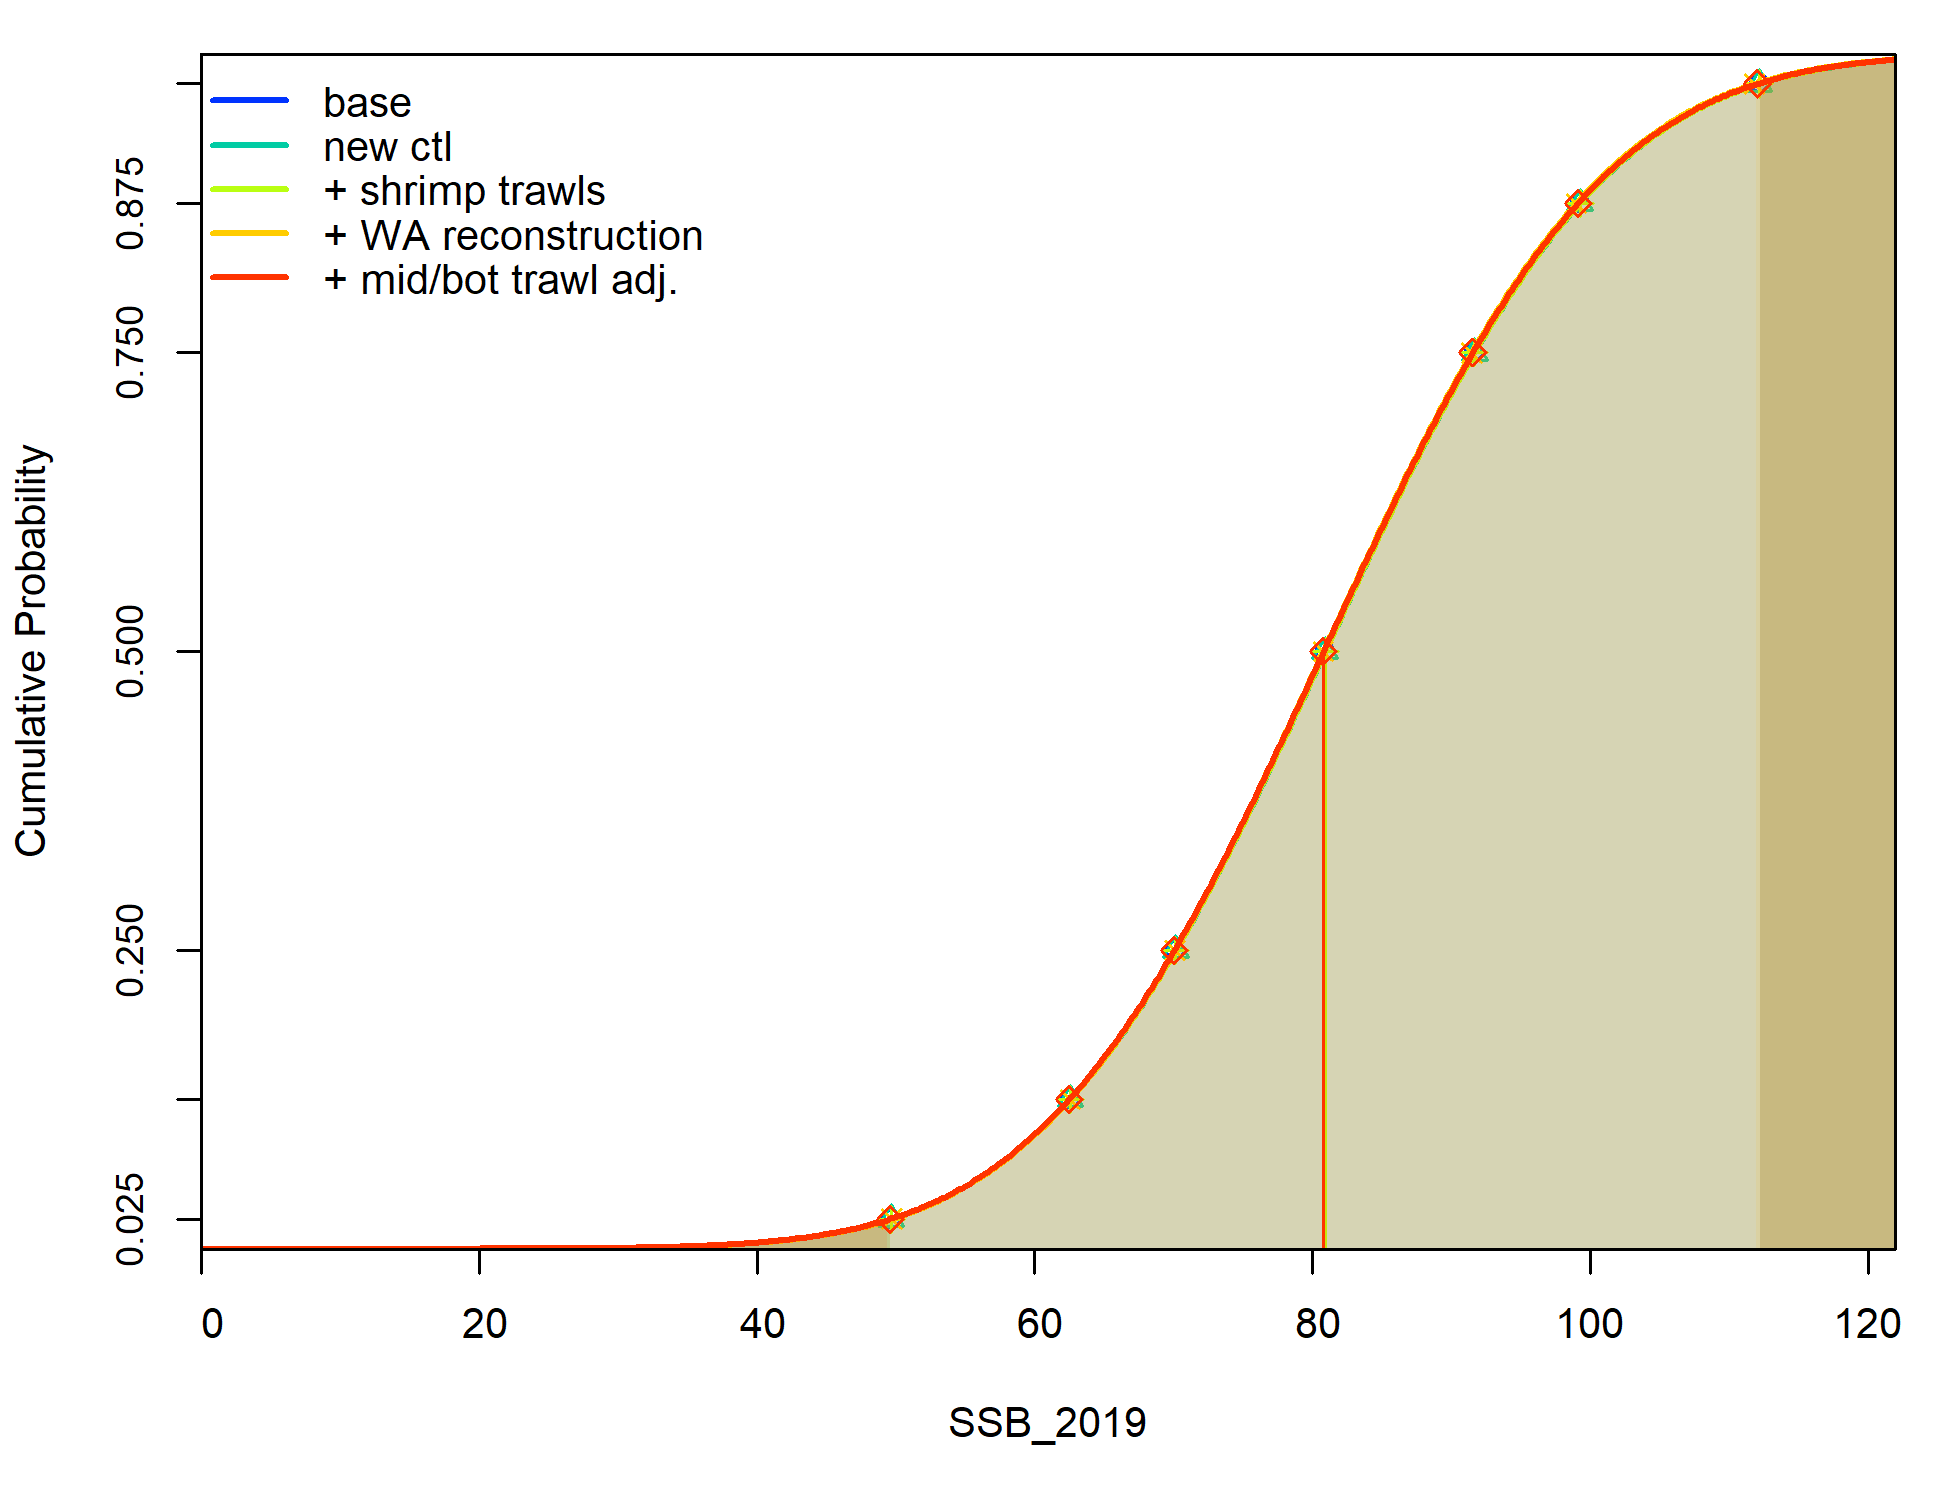 base
new ctl
+ shrimp trawls
+ WA reconstruction
+ mid/bot trawl adj.
Cumulative Probability
0.875
0.750
0.500
0.250
0.025
0 20 40 60 80 100 120
SSB_2019